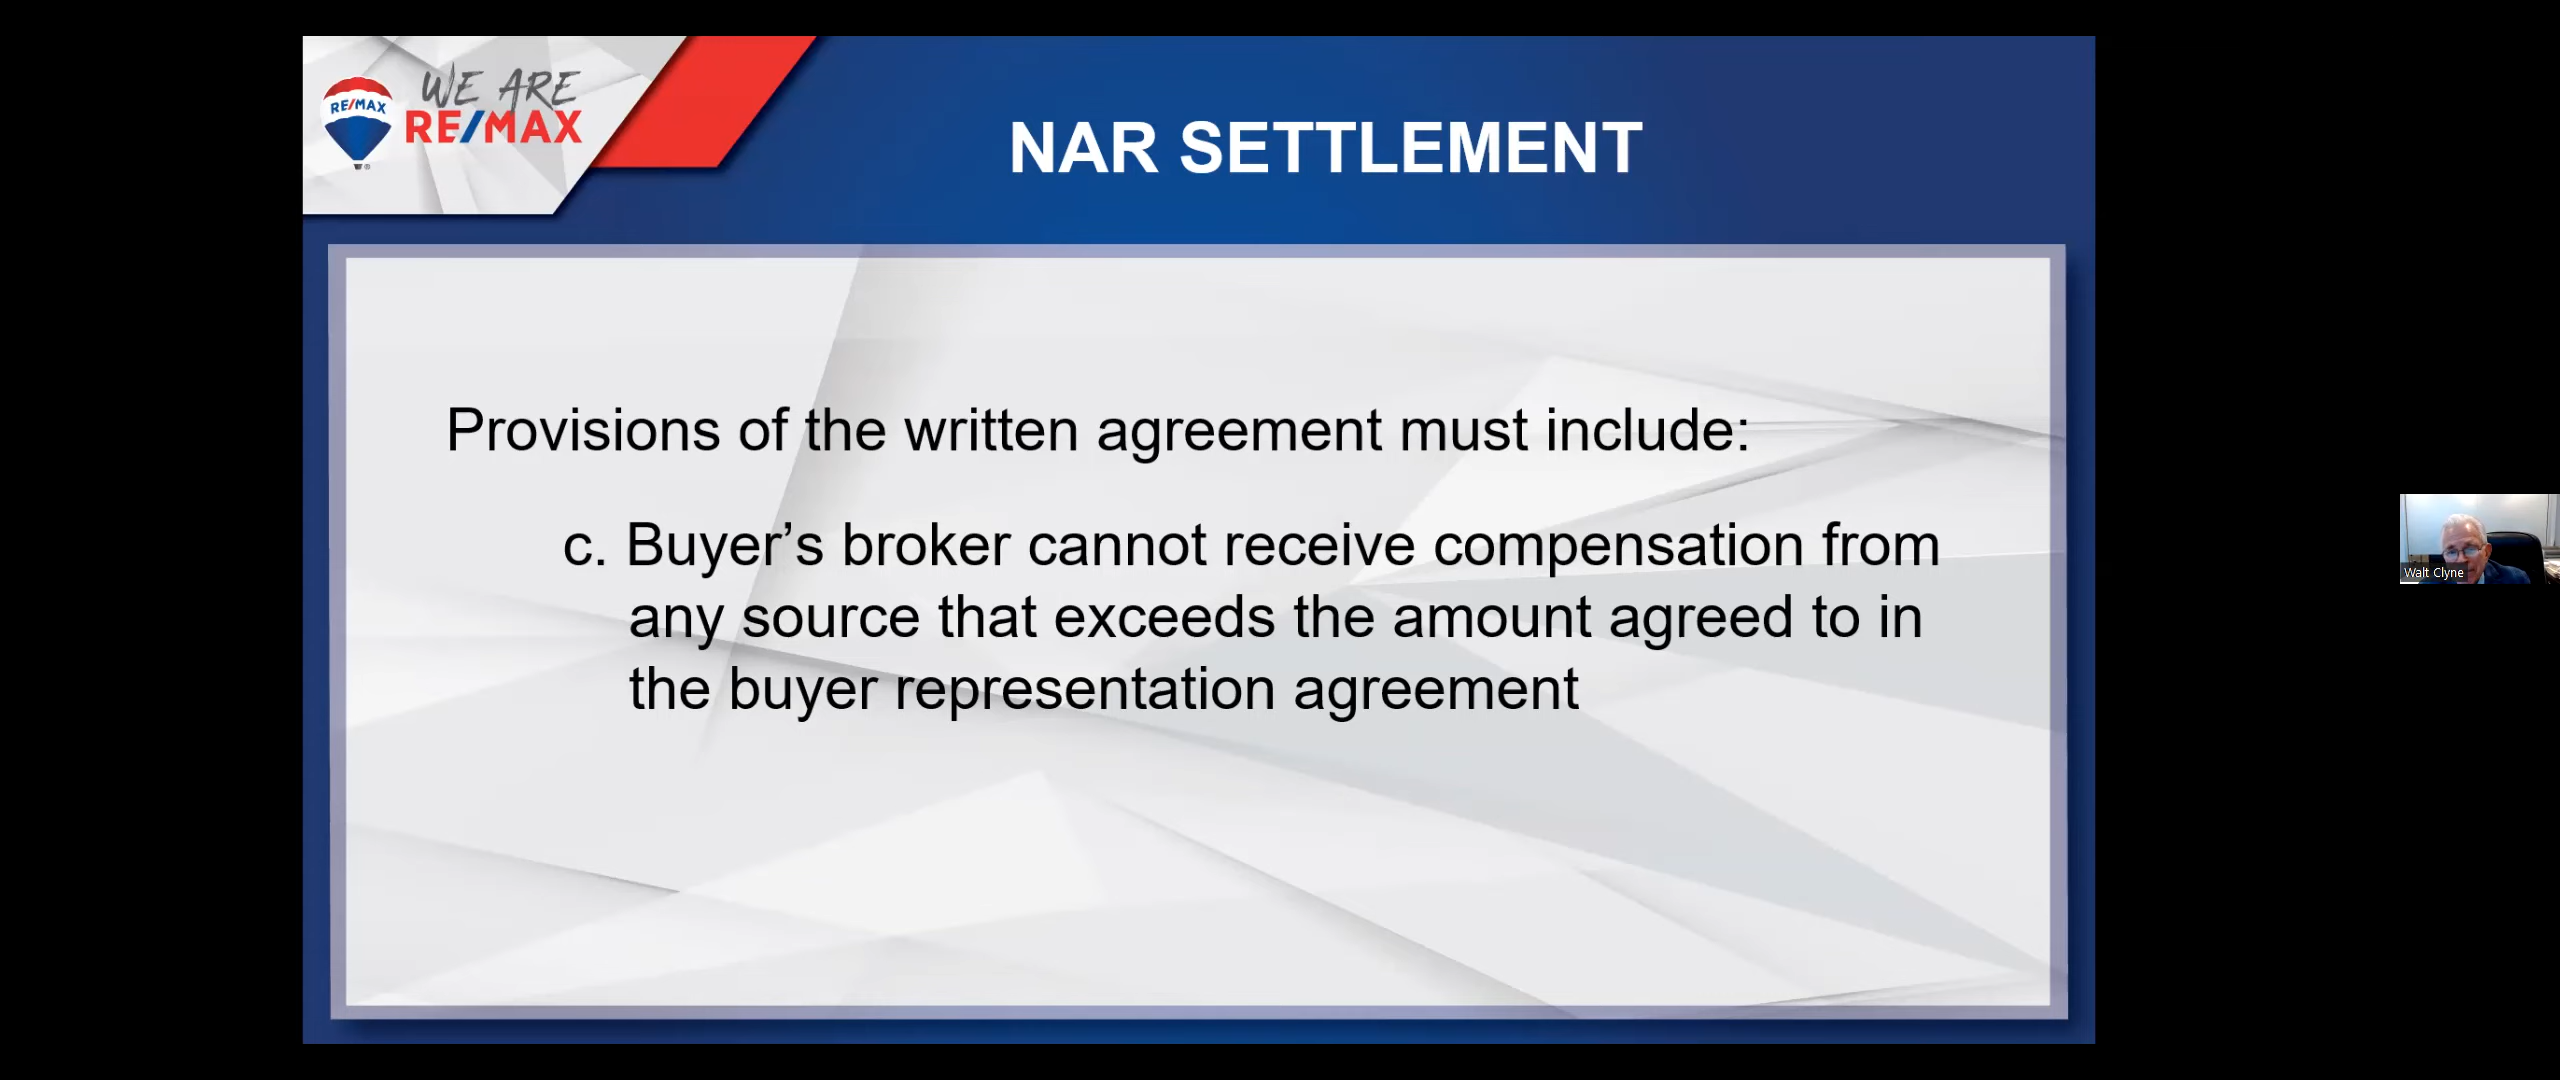 WE ARE
RE/MAX
RE/MAX
NAR SETTLEMENT
Provisions of the written agreement must include:
c. Buyer’s broker cannot receive compensation from
any source that exceeds the amount agreed to in
the buyer representation agreement
Walt Clyne